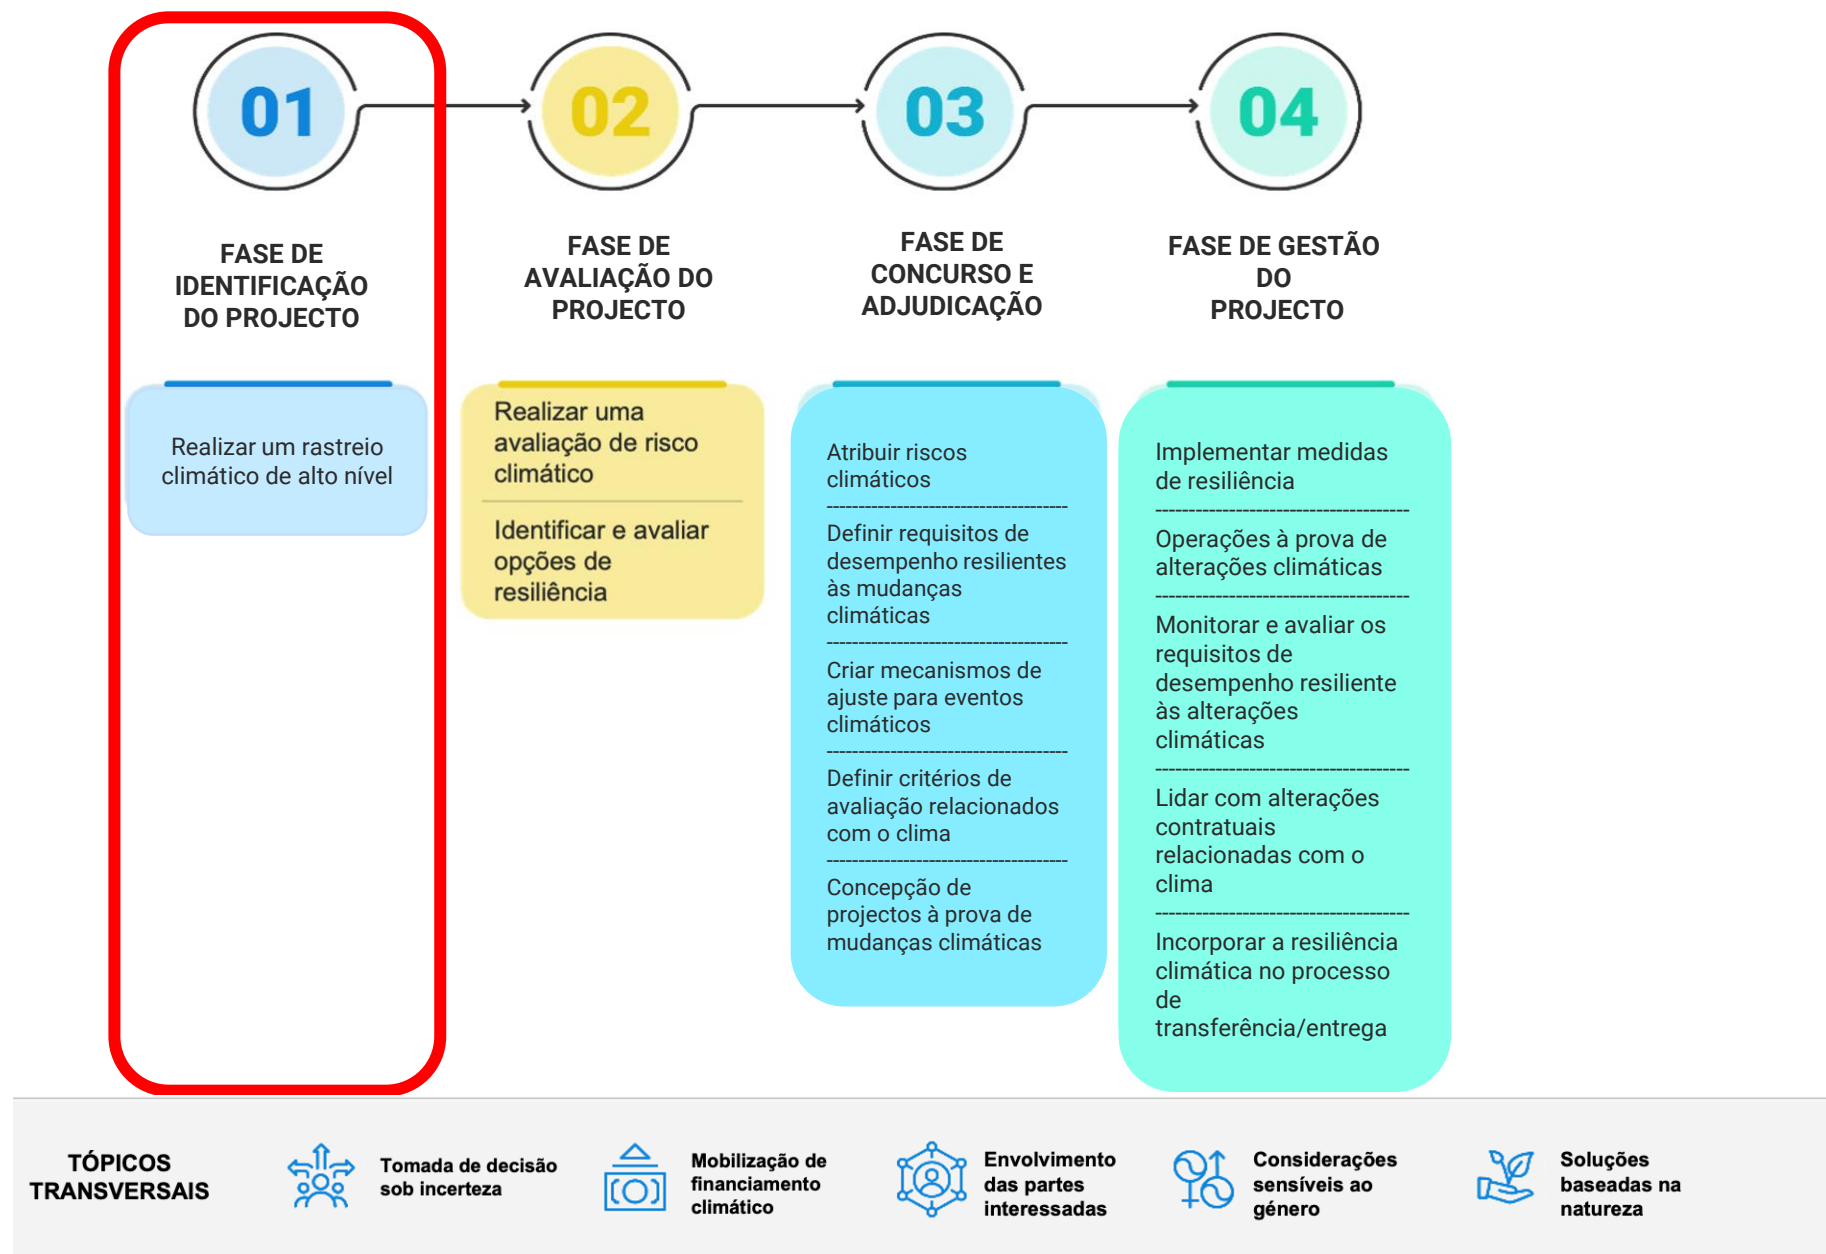 01
02
03
04
FASE DE
IDENTIFICAÇÃO
DO PROJECTO
FASE DE
AVALIAÇÃO DO
PROJECTO
FASE DE
CONCURSO E
ADJUDICAÇÃO
FASE DE GESTÃO
DO
PROJECTO
Realizar um rastreio
climático de alto nível
Realizar uma
avaliação de risco
climático
Identificar e avaliar
opções de
resiliência
Atribuir riscos
climáticos
Definir requisitos de
desempenho resilientes
às mudanças
climáticas
Criar mecanismos de
ajuste para eventos
climáticos
Definir critérios de
avaliação relacionados
com o clima
Concepção de
projectos à prova de
mudanças climáticas
Implementar medidas
de resiliência
Operações à prova de
alterações climáticas
Monitorar e avaliar os
requisitos de
desempenho resiliente
às alterações
climáticas
Lidar com alterações
contratuais
relacionadas com o
clima
Incorporar a resiliência
climática no processo
de
transferência/entrega
TÓPICOS
TRANSVERSAIS
Tomada de decisão
sob incerteza
Mobilização de
financiamento
climático
Envolvimento
das partes
interessadas
Considerações
sensíveis ao
género
Soluções
baseadas na
natureza